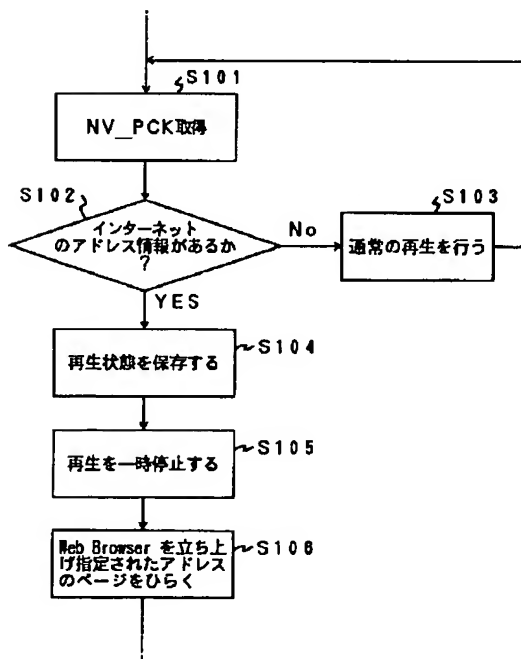 S101
NV_PCK取得
S102
インターネット
のアドレス情報があるか
?
No
S103
通常の再生を行う
YES
再生状態を保存する
S104
再生を一時停止する
S105
Web Browser を立ち上
げ指定されたアドレス
のページをひらく
S106